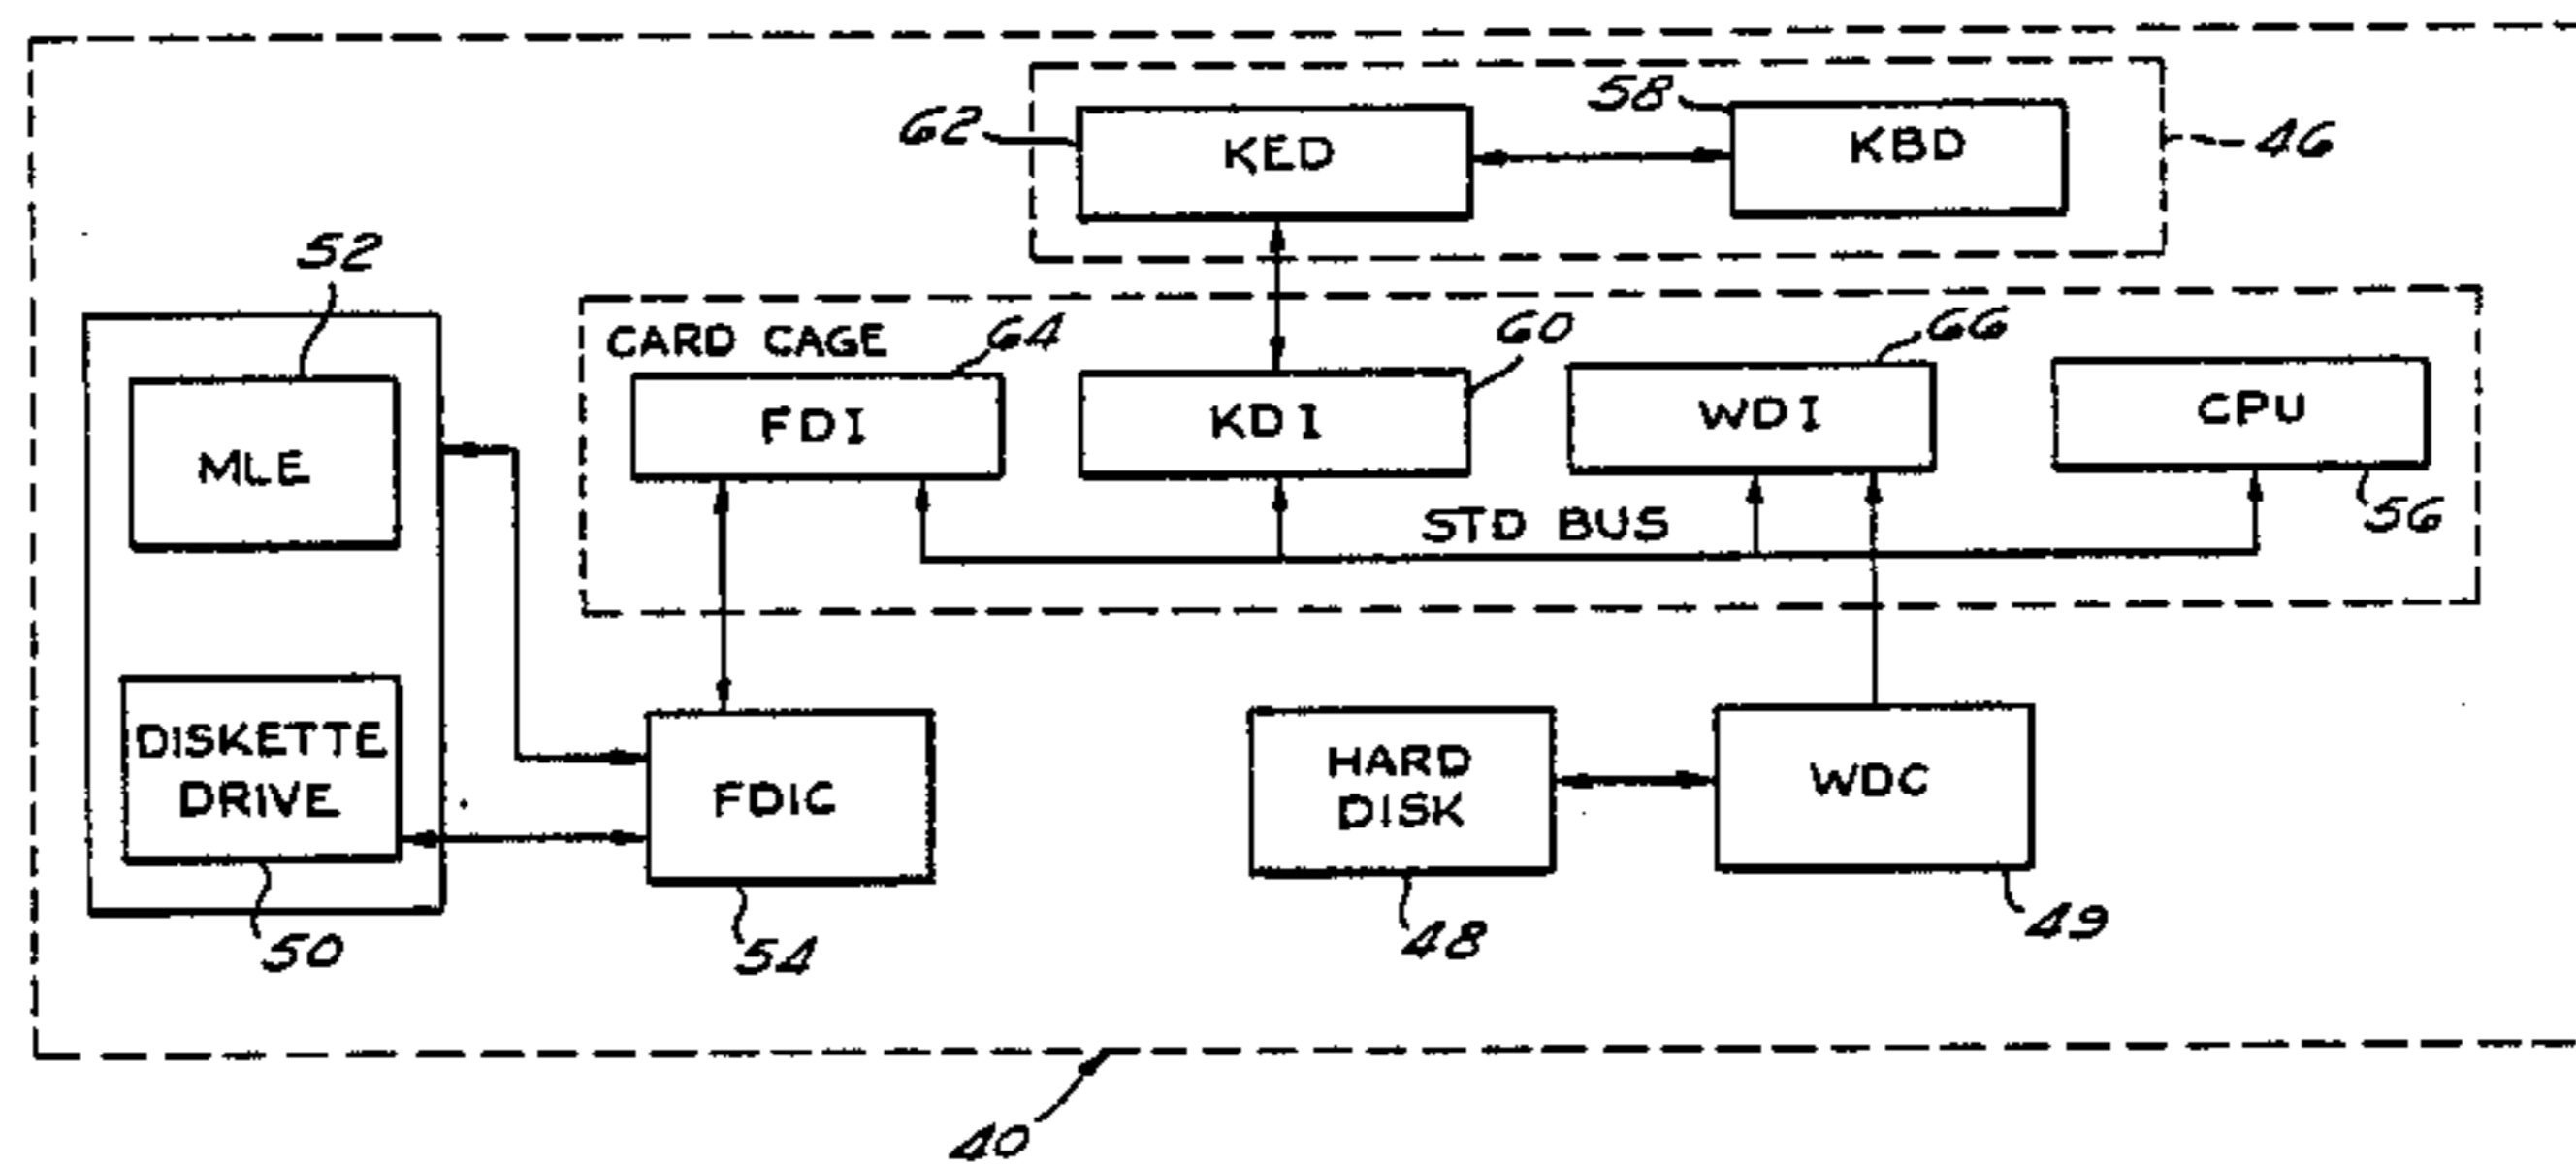 62
KED
58
KBD
46
52
MLE
CARD CAGE
64
FDI
60
KDI
66
WDI
CPU
56
STD BUS
DISKETTE
DRIVE
50
FDIC
54
HARD
DISK
48
WDC
49
40